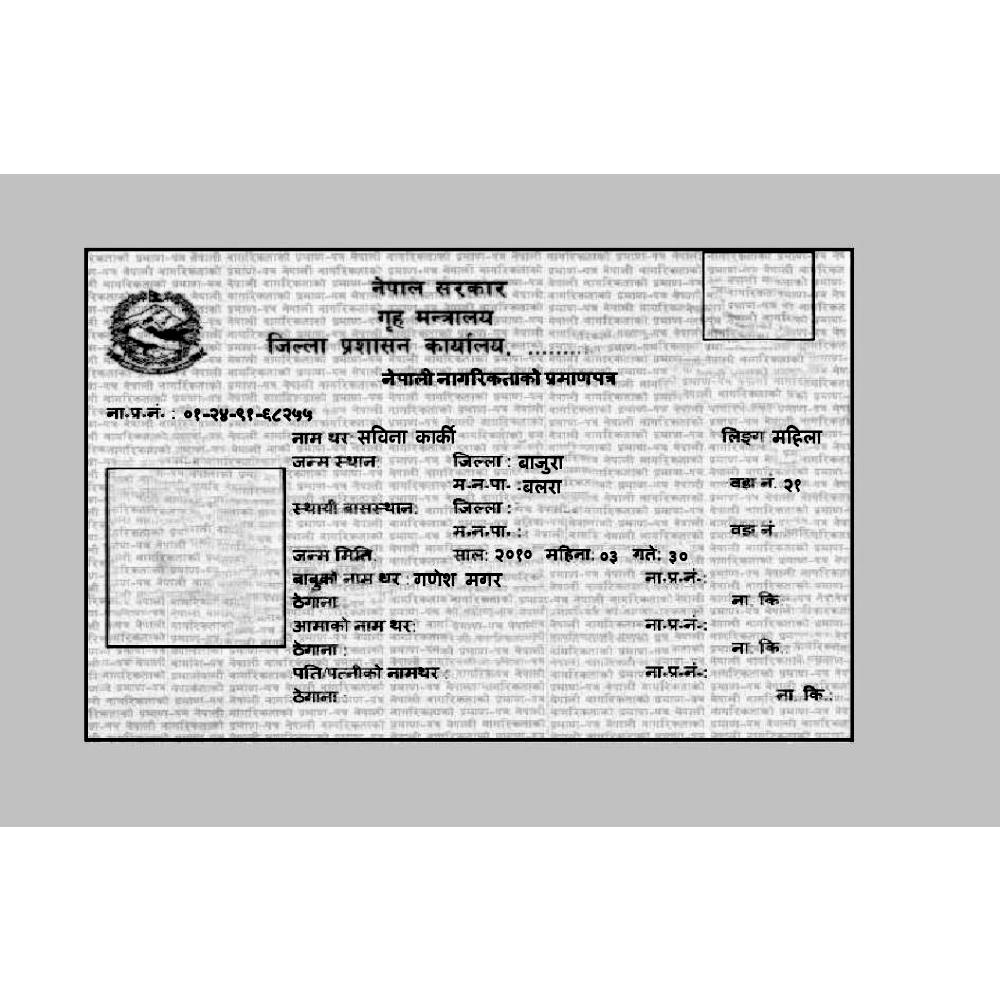 नेपाल सरकार
गृह मन्त्रालय
जिल्ला प्रशासन कार्यालय, .........
नेपाली नागरिकताको प्रमाणपत्र
ना.प्र.नं. : ०१-२४-९१-६८२५५
नाम थर: सविना कार्की लिङ्ग महिला
जन्म स्थान: जिल्ला : बाजुरा
म.न.पा. : बलरा वडा नं. २१
स्थायी बासस्थान: जिल्ला :
म.न.पा. : वडा नं.
जन्म मिति: साल: २०१० महिना: ०३ गते: ३०
बाबुको नाम थर : गणेश मगर ना.प्र.नं.:
ठेगाना : ना. कि.
आमाको नाम थर: ना.प्र.नं.:
ठेगाना : ना. कि.:
पति/पत्नीको नामथर : ना.प्र.नं.:
ठेगाना : ना. कि.: